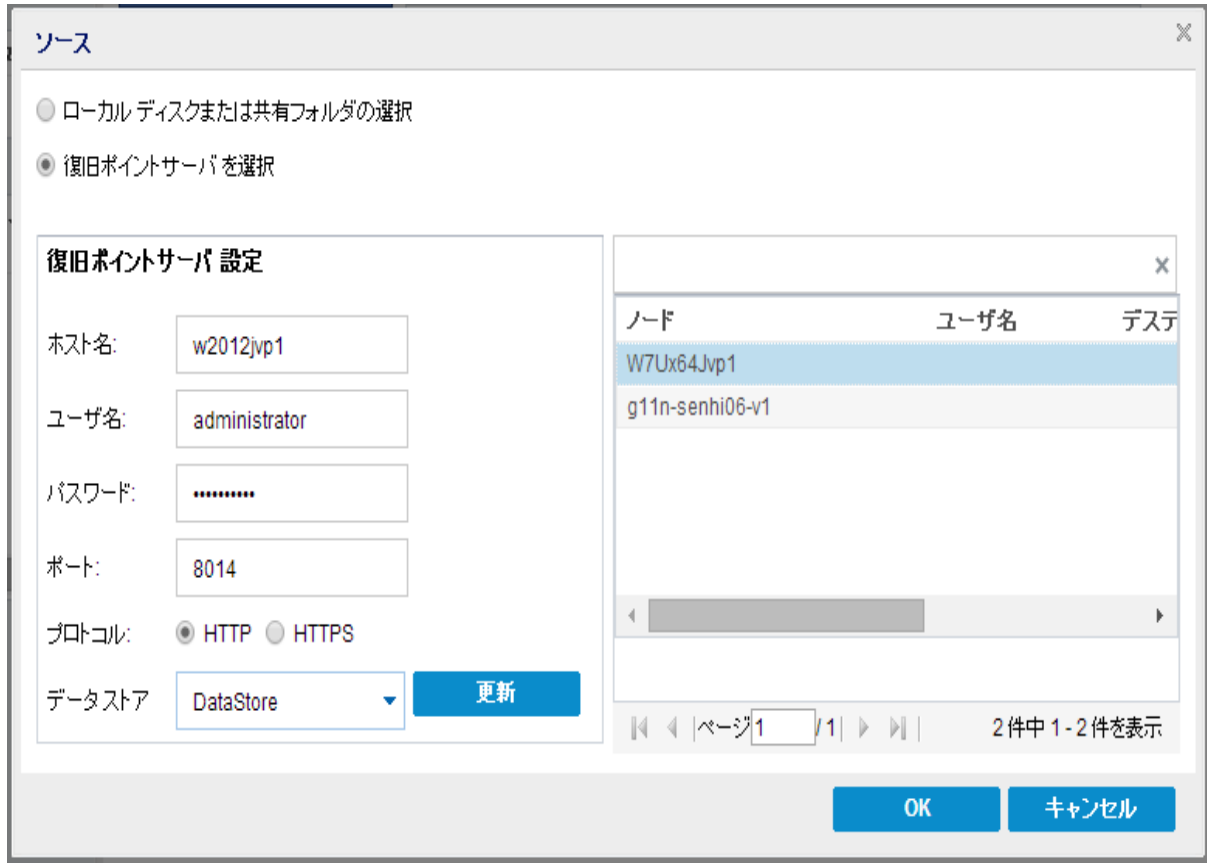 ソース
ローカル ディスクまたは共有フォルダの選択
復旧ポイントサーバ を選択
復旧ポイントサーバ 設定
ホスト名: w2012jvp1
ユーザ名: administrator
パスワード: ••••••••••
ポート: 8014
プロトコル: HTTP HTTPS
データストア DataStore 更新
ノード ユーザ名 デステ
W7Ux64Jvp1
g11n-senhi06-v1
ページ 1 / 1 2 件中 1 - 2 件を表示
OK キャンセル